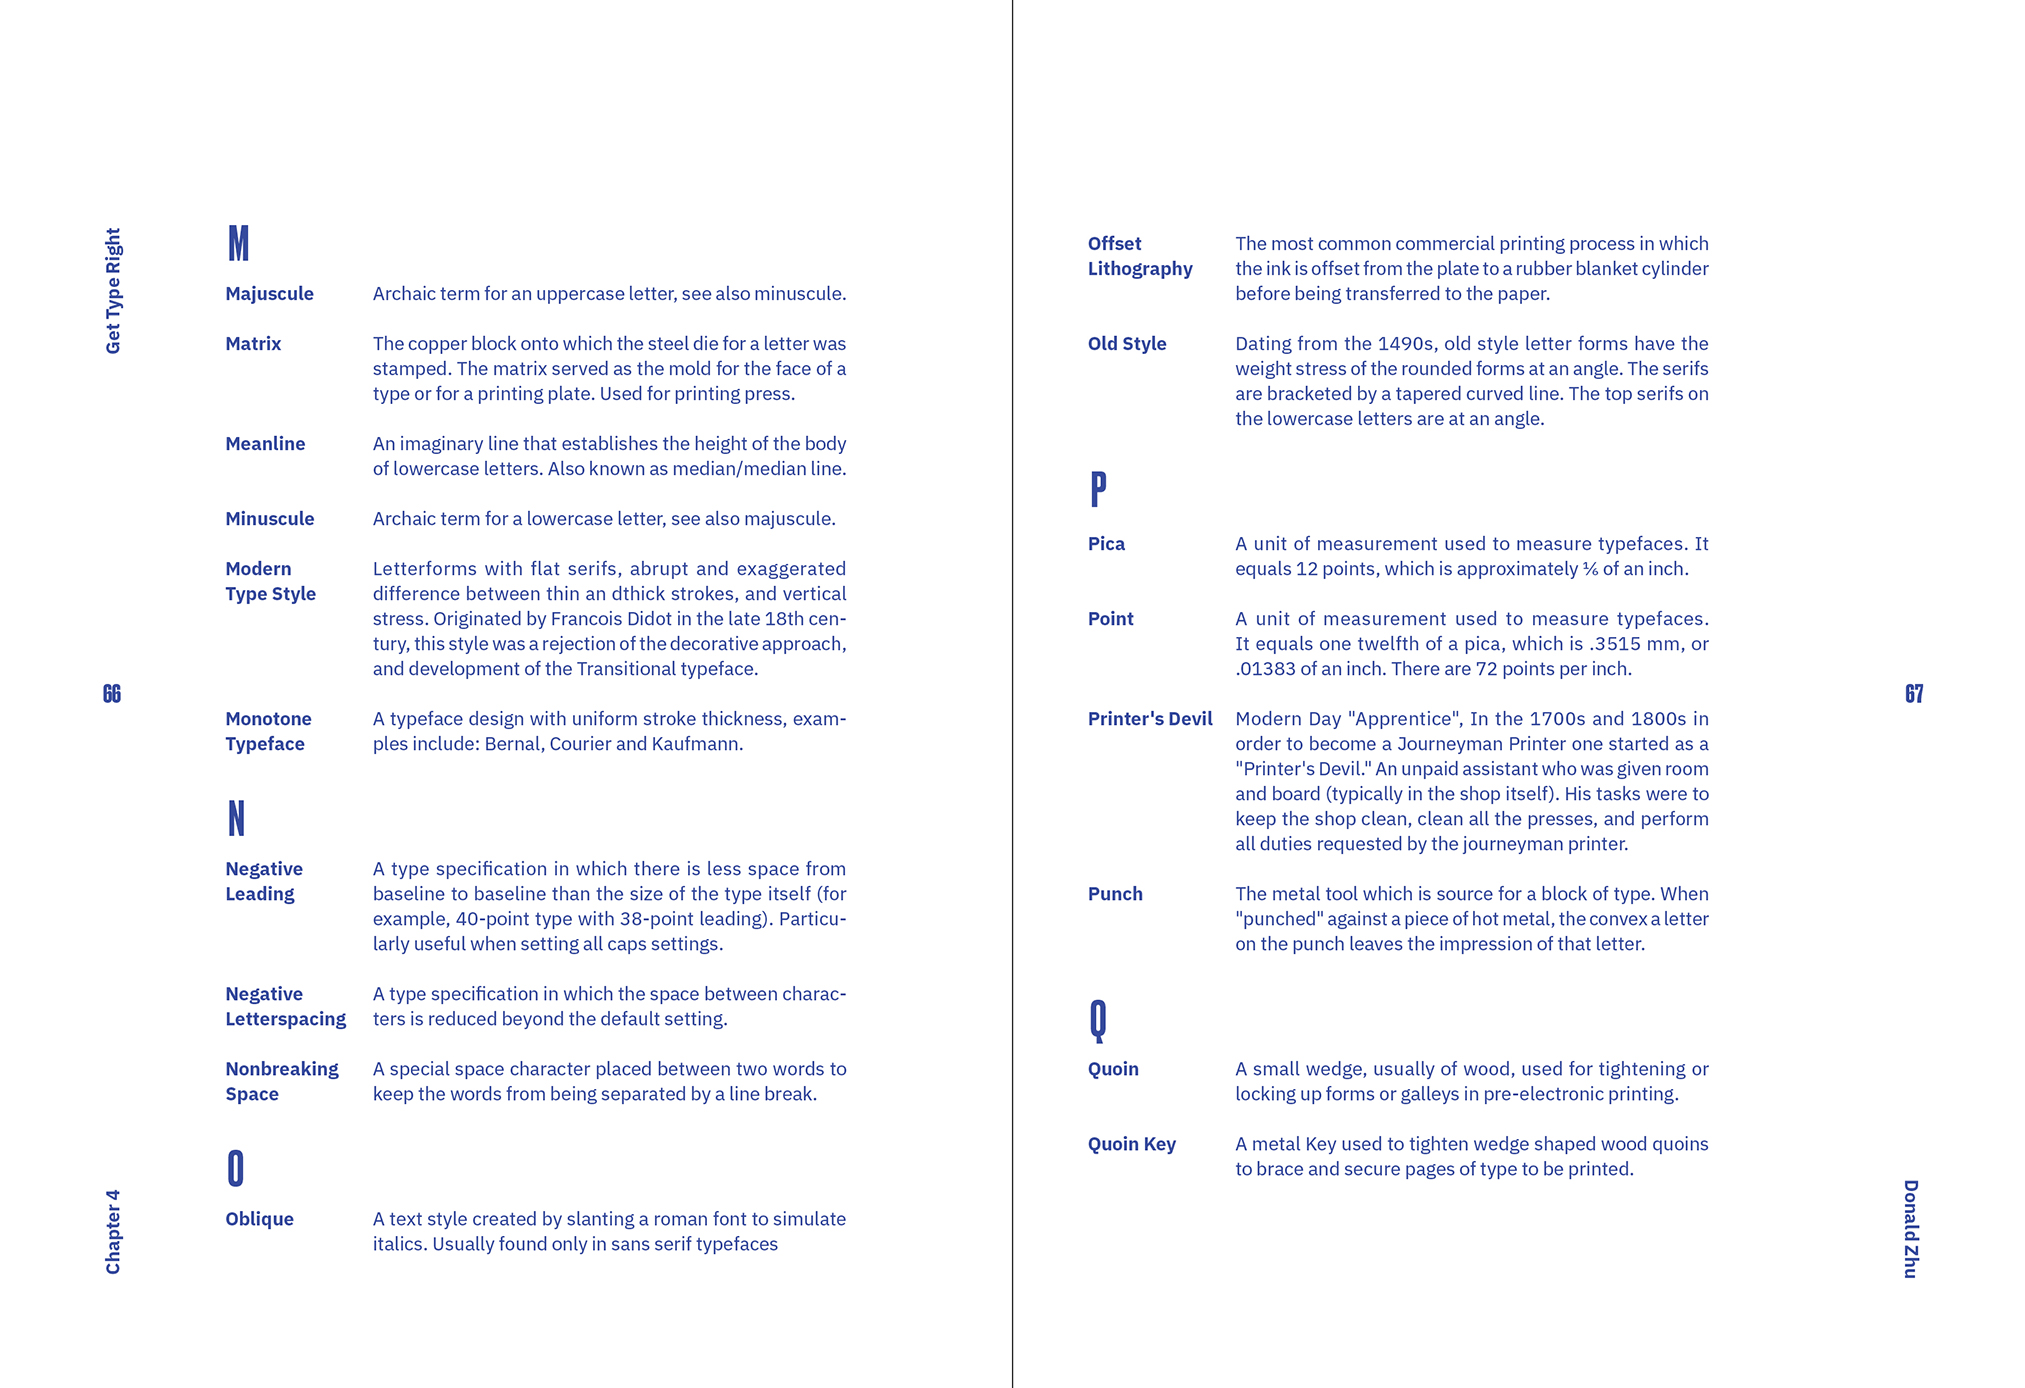 Get Type Right
66
Chapter 4
M
Majuscule
Archaic term for an uppercase letter, see also minuscule.
Matrix
The copper block onto which the steel die for a letter was
stamped. The matrix served as the mold for the face of a
type or for a printing plate. Used for printing press.
Meanline
An imaginary line that establishes the height of the body
of lowercase letters. Also known as median/median line.
Minuscule
Archaic term for a lowercase letter, see also majuscule.
Modern
Type Style
Letterforms with flat serifs, abrupt and exaggerated
difference between thin an dthick strokes, and vertical
stress. Originated by Francois Didot in the late 18th cen-
tury, this style was a rejection of the decorative approach,
and development of the Transitional typeface.
Monotone
Typeface
A typeface design with uniform stroke thickness, exam-
ples include: Bernal, Courier and Kaufmann.
N
Negative
Leading
A type specification in which there is less space from
baseline to baseline than the size of the type itself (for
example, 40-point type with 38-point leading). Particu-
larly useful when setting all caps settings.
Negative
Letterspacing
A type specification in which the space between charac-
ters is reduced beyond the default setting.
Nonbreaking
Space
A special space character placed between two words to
keep the words from being separated by a line break.
O
Oblique
A text style created by slanting a roman font to simulate
italics. Usually found only in sans serif typefaces
Offset
Lithography
The most common commercial printing process in which
the ink is offset from the plate to a rubber blanket cylinder
before being transferred to the paper.
Old Style
Dating from the 1490s, old style letter forms have the
weight stress of the rounded forms at an angle. The serifs
are bracketed by a tapered curved line. The top serifs on
the lowercase letters are at an angle.
P
Pica
A unit of measurement used to measure typefaces. It
equals 12 points, which is approximately ⅙ of an inch.
Point
A unit of measurement used to measure typefaces.
It equals one twelfth of a pica, which is .3515 mm, or
.01383 of an inch. There are 72 points per inch.
Printer's Devil
Modern Day "Apprentice", In the 1700s and 1800s in
order to become a Journeyman Printer one started as a
"Printer's Devil." An unpaid assistant who was given room
and board (typically in the shop itself). His tasks were to
keep the shop clean, clean all the presses, and perform
all duties requested by the journeyman printer.
Punch
The metal tool which is source for a block of type. When
"punched" against a piece of hot metal, the convex a letter
on the punch leaves the impression of that letter.
Q
Quoin
A small wedge, usually of wood, used for tightening or
locking up forms or galleys in pre-electronic printing.
Quoin Key
A metal Key used to tighten wedge shaped wood quoins
to brace and secure pages of type to be printed.
67
Donald Zhu